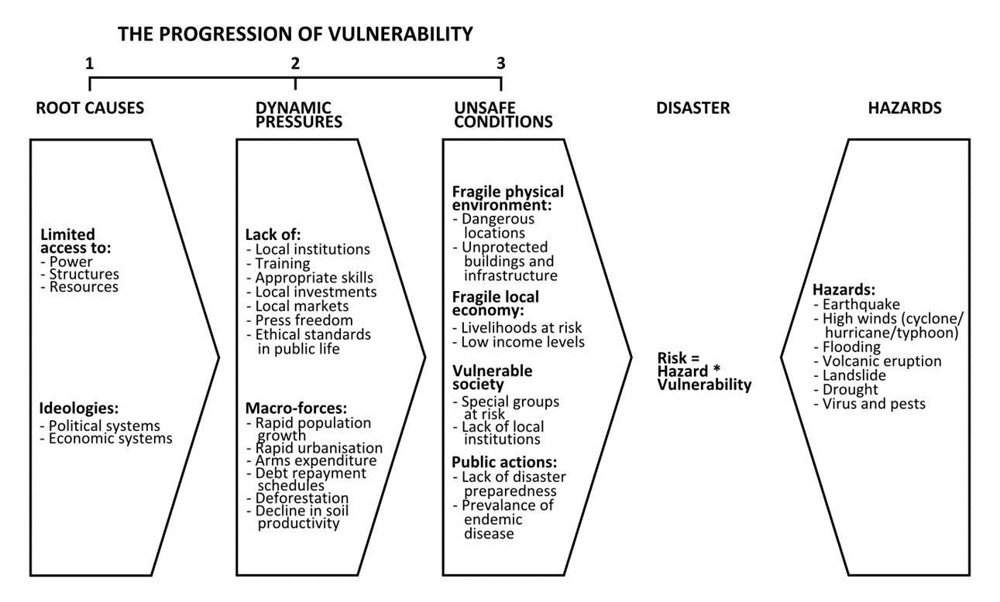 THE PROGRESSION OF VULNERABILITY
1
2
3
ROOT CAUSES
DYNAMIC
PRESSURES
UNSAFE
CONDITIONS
DISASTER
HAZARDS
Limited
access to:
- Power
- Structures
- Resources
Ideologies:
- Political systems
- Economic systems
Lack of:
- Local institutions
- Training
- Appropriate skills
- Local investments
- Local markets
- Press freedom
- Ethical standards
in public life
Macro-forces:
- Rapid population
growth
- Rapid urbanisation
- Arms expenditure
- Debt repayment
schedules
- Deforestation
- Decline in soil
productivity
Fragile physical
environment:
- Dangerous
locations
- Unprotected
buildings and
infrastructure
Fragile local
economy:
- Livelihoods at risk
- Low income levels
Vulnerable
society
- Special groups
at risk
- Lack of local
institutions
Public actions:
- Lack of disaster
preparedness
- Prevalance of
endemic
disease
Risk =
Hazard *
Vulnerability
Hazards:
- Earthquake
- High winds (cyclone/
hurricane/typhoon)
- Flooding
- Volcanic eruption
- Landslide
- Drought
- Virus and pests